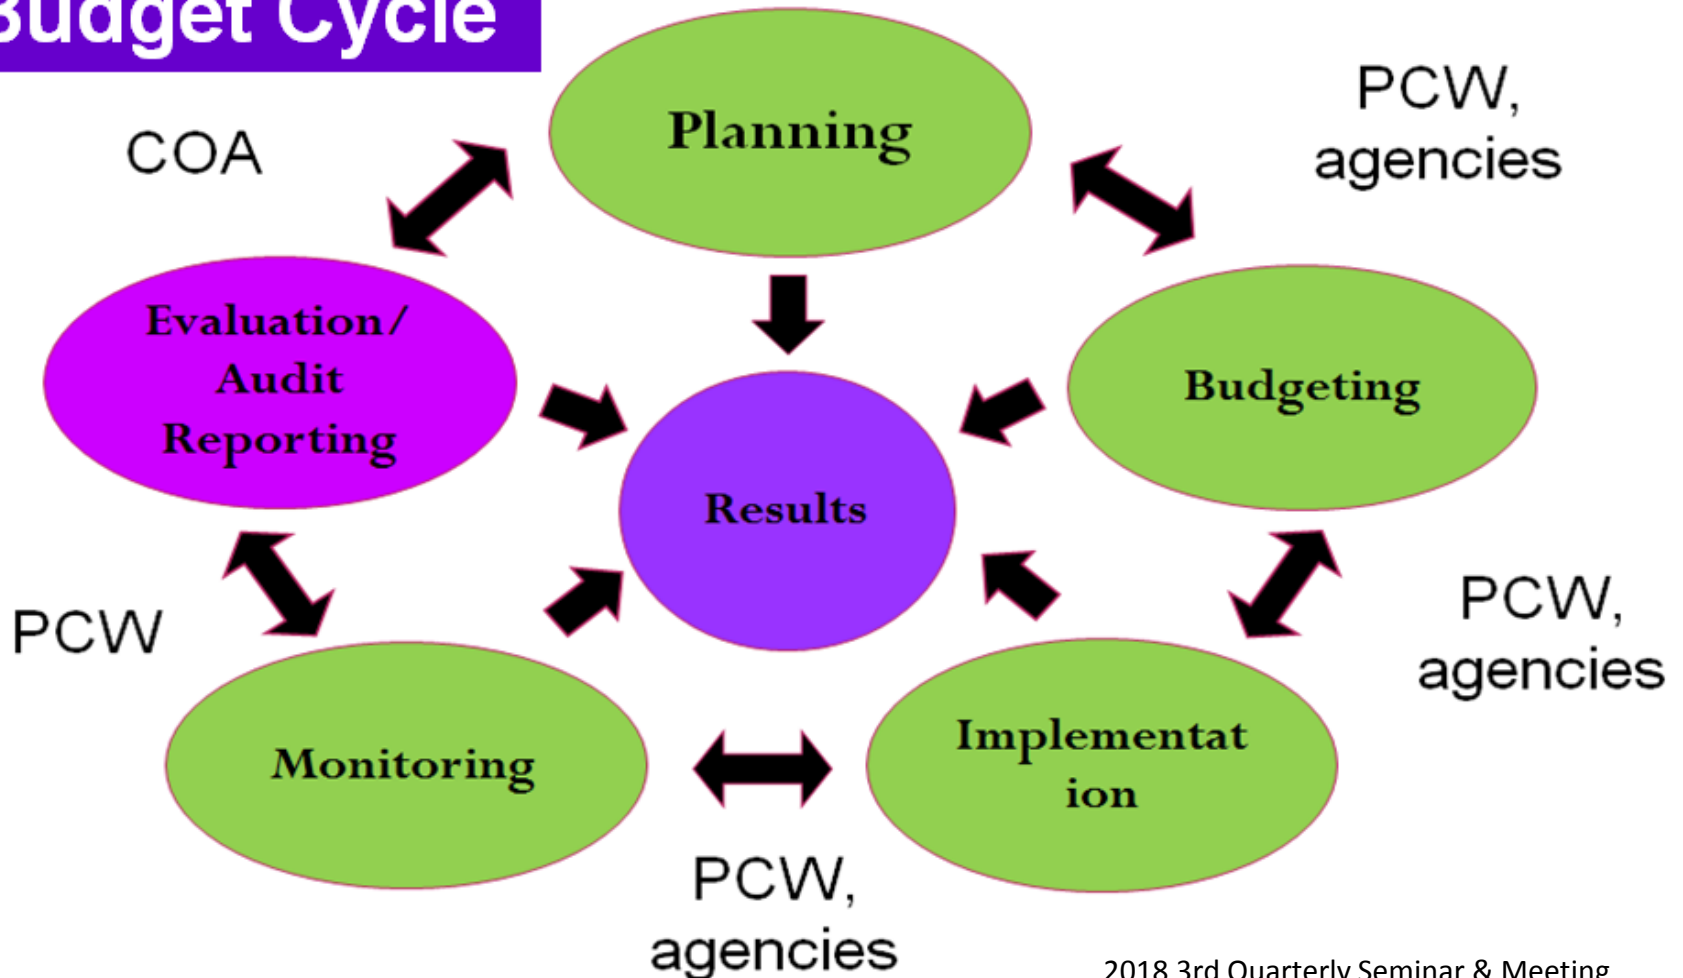 Budget Cycle
Planning
COA
PCW,
agencies
Evaluation/
Audit
Reporting
Budgeting
Results
PCW
PCW,
agencies
Monitoring
Implementat
ion
PCW,
agencies
2018 3rd Quarterly Seminar & Meeting